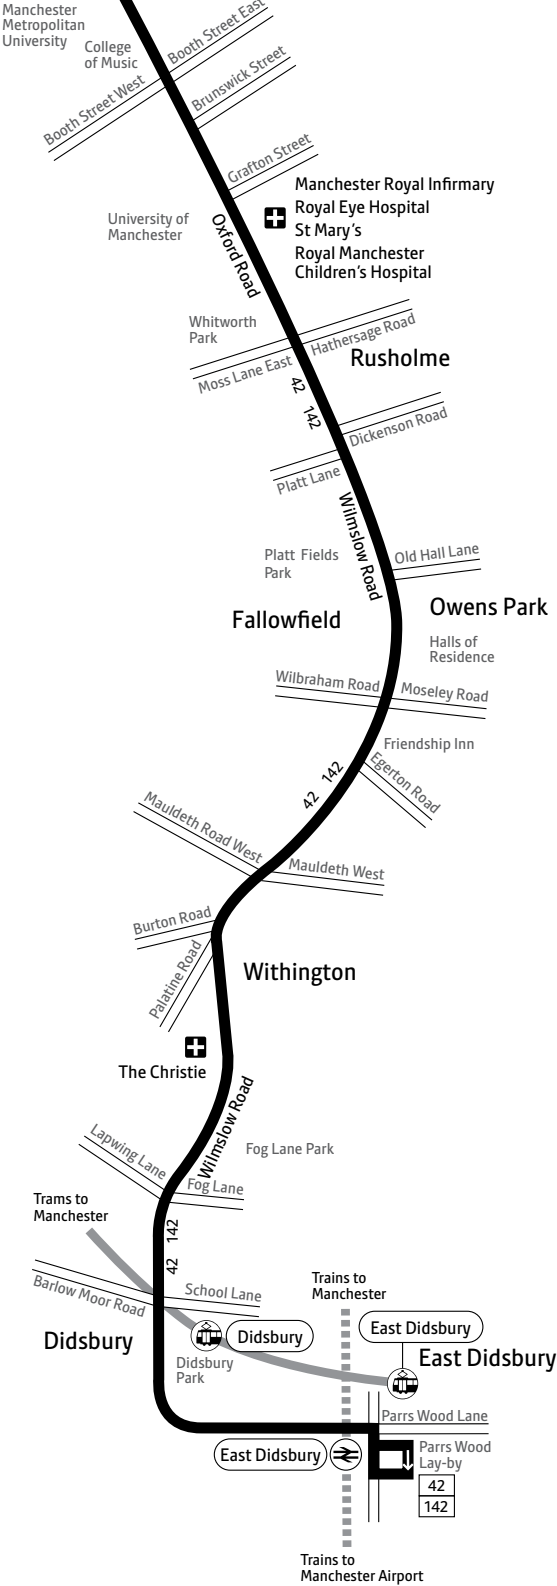 Manchester
Metropolitan
University
College
of Music
Booth Street East
Booth Street West
Brunswick Street
Grafton Street
Manchester Royal Infirmary
Royal Eye Hospital
St Mary's
Royal Manchester
Children's Hospital
University of
Manchester
Oxford Road
Whitworth
Park
Hathersage Road
Moss Lane East
Rusholme
42
142
Dickenson Road
Platt Lane
Wilmslow Road
Platt Fields
Park
Old Hall Lane
Fallowfield
Owens Park
Halls of
Residence
Wilbraham Road
Moseley Road
Friendship Inn
Egerton Road
42 142
Mauldeth Road West
Mauldeth West
Burton Road
Palatine Road
Withington
The Christie
Wilmslow Road
Fog Lane Park
Lapwing Lane
Fog Lane
Trams to
Manchester
42 142
Barlow Moor Road
School Lane
Trains to
Manchester
Didsbury
Didsbury
Didsbury
Park
East Didsbury
East Didsbury
Parrs Wood Lane
East Didsbury
Parrs Wood
Lay-by
42
142
Trains to
Manchester Airport